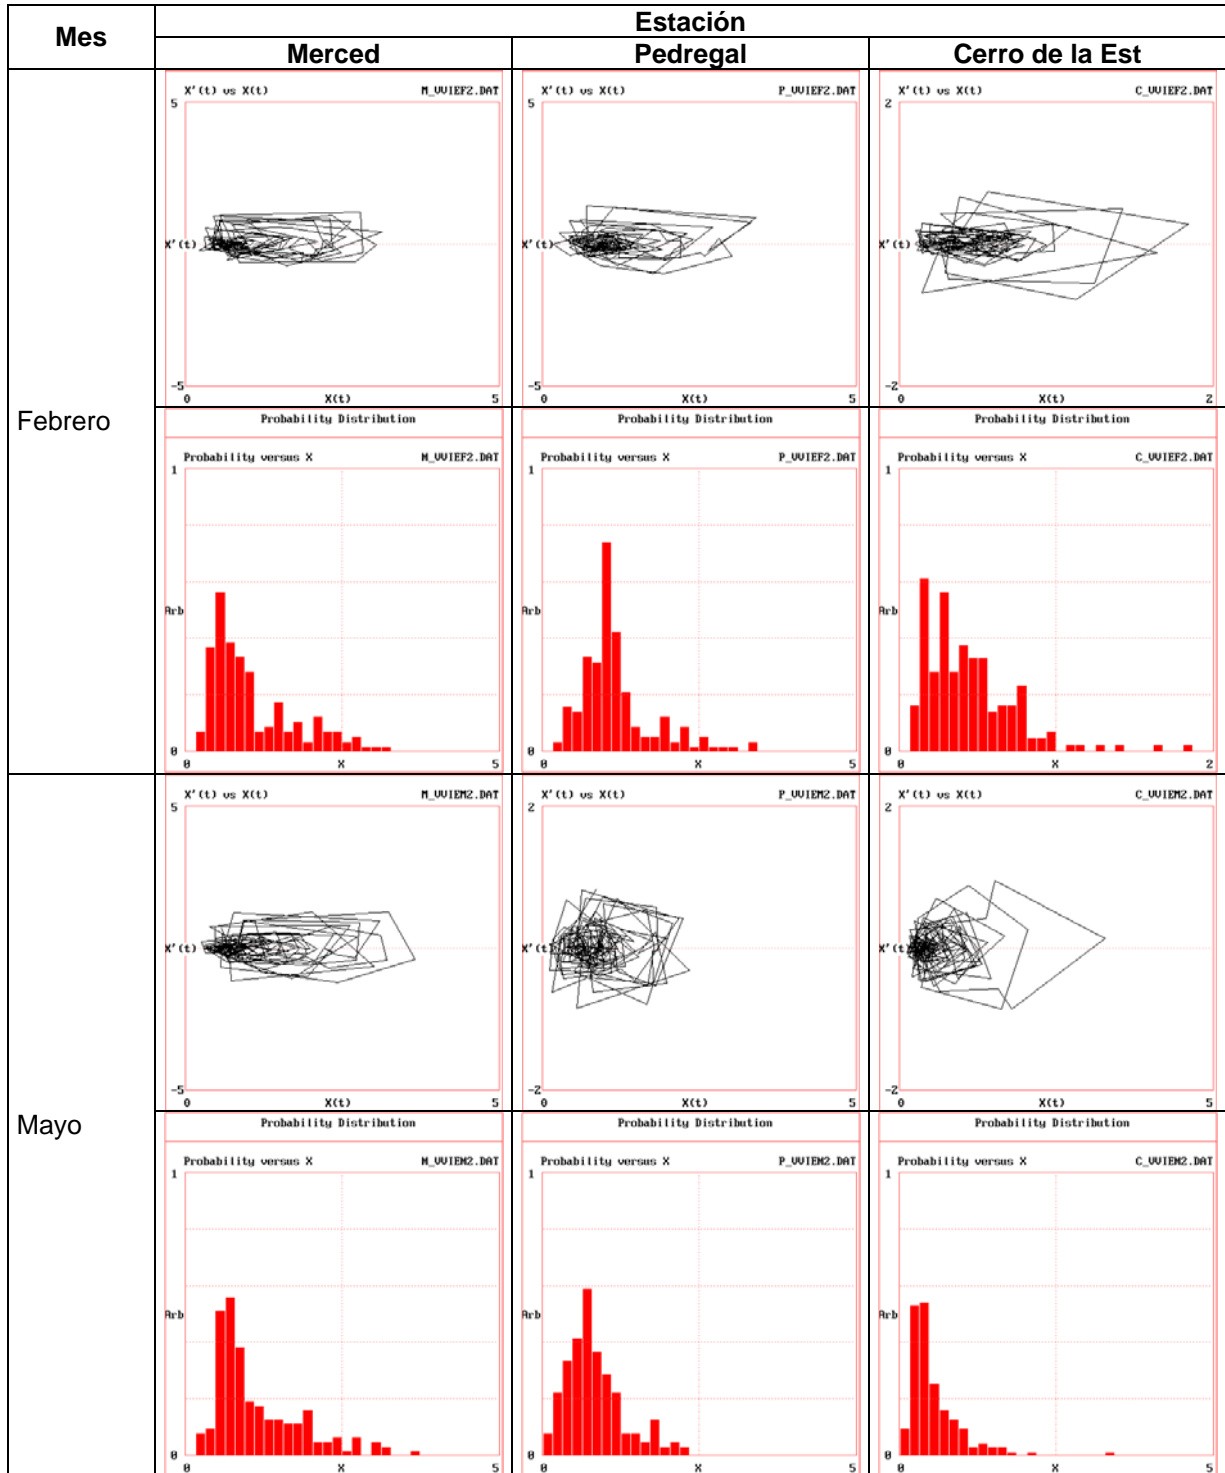 Mes
Estación
Merced Pedregal Cerro de la Est
Febrero
X'(t) vs X(t) M_VVIEF2.DAT
5
X'(t)
-5
0 X(t) 5
X'(t) vs X(t) P_VVIEF2.DAT
5
X'(t)
-5
0 X(t) 5
X'(t) vs X(t) C_VVIEF2.DAT
2
X'(t)
-2
0 X(t) 2
Probability Distribution
Probability versus X M_VVIEF2.DAT
1
Arb
0
0 X 5
Probability Distribution
Probability versus X P_VVIEF2.DAT
1
Arb
0
0 X 5
Probability Distribution
Probability versus X C_VVIEF2.DAT
1
Arb
0
0 X 2
Mayo
X'(t) vs X(t) M_VVIEM2.DAT
5
X'(t)
-5
0 X(t) 5
X'(t) vs X(t) P_VVIEM2.DAT
2
X'(t)
-2
0 X(t) 5
X'(t) vs X(t) C_VVIEM2.DAT
2
X'(t)
-2
0 X(t) 5
Probability Distribution
Probability versus X M_VVIEM2.DAT
1
Arb
0
0 X 5
Probability Distribution
Probability versus X P_VVIEM2.DAT
1
Arb
0
0 X 5
Probability Distribution
Probability versus X C_VVIEM2.DAT
1
Arb
0
0 X 5